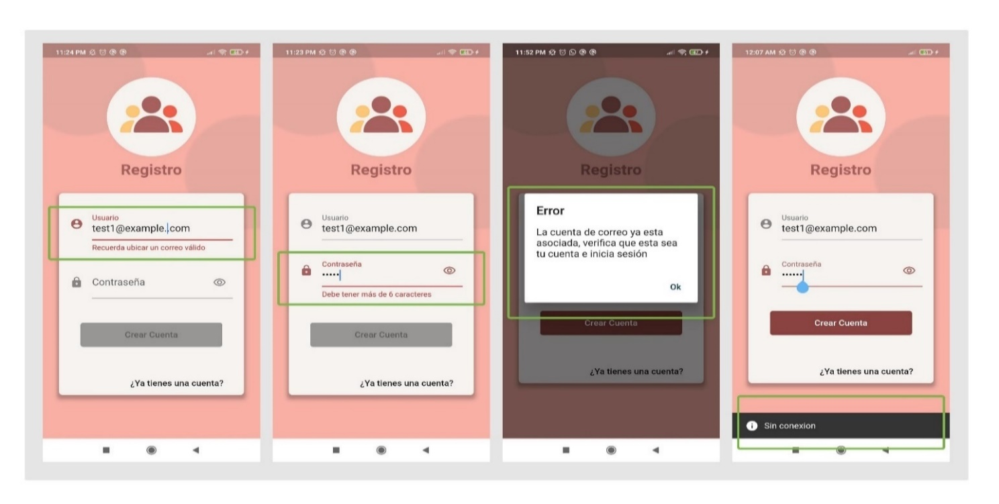 11:24 PM
Registro
Usuario
test1@example..com
Recuerda ubicar un correo válido
Contraseña
Crear Cuenta
¿Ya tienes una cuenta?
11:23 PM
Registro
Usuario
test1@example.com
Contraseña
•••••
Debe tener más de 6 caracteres
Crear Cuenta
¿Ya tienes una cuenta?
11:52 PM
Registro
Error
La cuenta de correo ya esta
asociada, verifica que esta sea
tu cuenta e inicia sesión
Ok
Crear Cuenta
¿Ya tienes una cuenta?
12:07 AM
Registro
Usuario
test1@example.com
Contraseña
••••••
Crear Cuenta
¿Ya tienes una cuenta?
Sin conexion